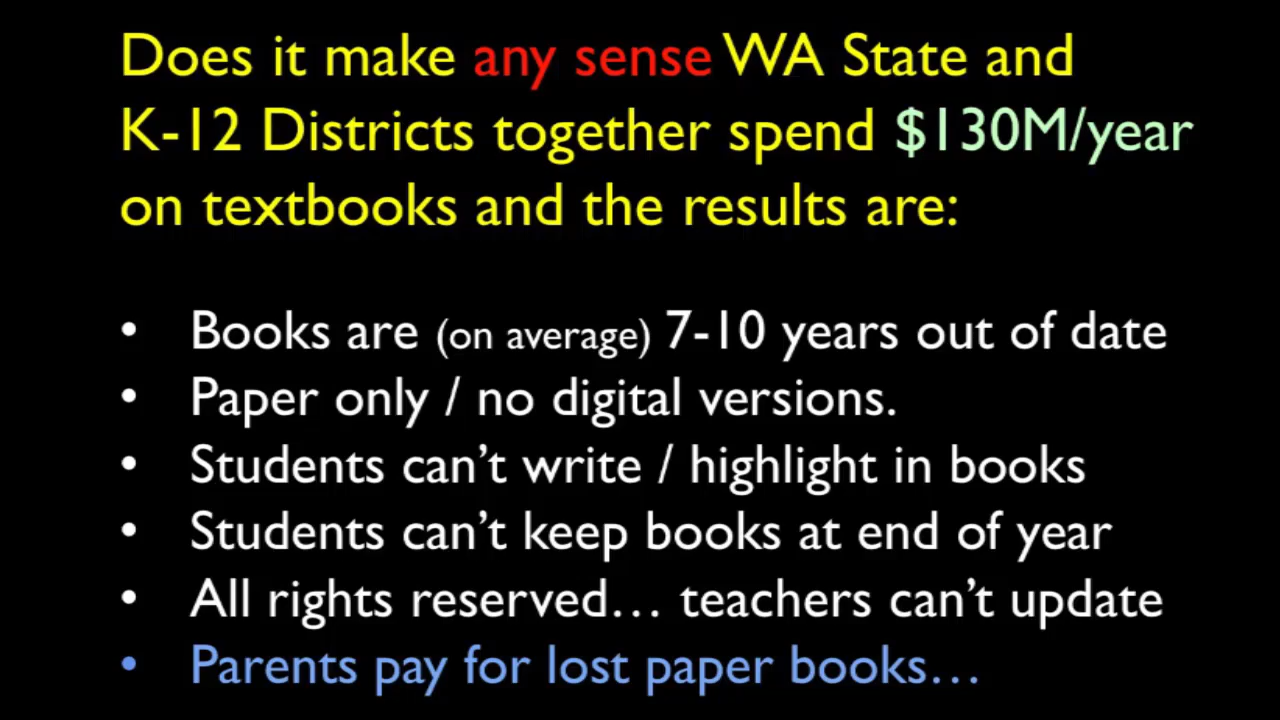 Does it make any sense WA State and
K-12 Districts together spend $130M/year
on textbooks and the results are:
• Books are (on average) 7-10 years out of date
• Paper only / no digital versions.
• Students can’t write / highlight in books
• Students can’t keep books at end of year
• All rights reserved… teachers can’t update
• Parents pay for lost paper books…